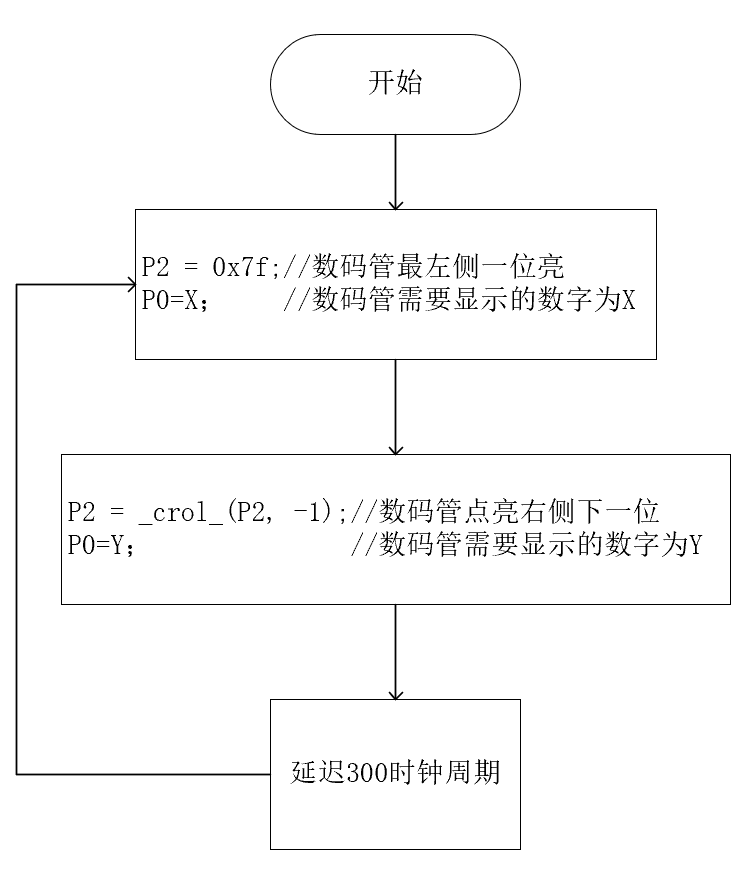 开始
P2 = 0x7f;//数码管最左侧一位亮
P0=X；    //数码管需要显示的数字为X
P2 = _crol_(P2, -1);//数码管点亮右侧下一位
P0=Y；              //数码管需要显示的数字为Y
延迟300时钟周期